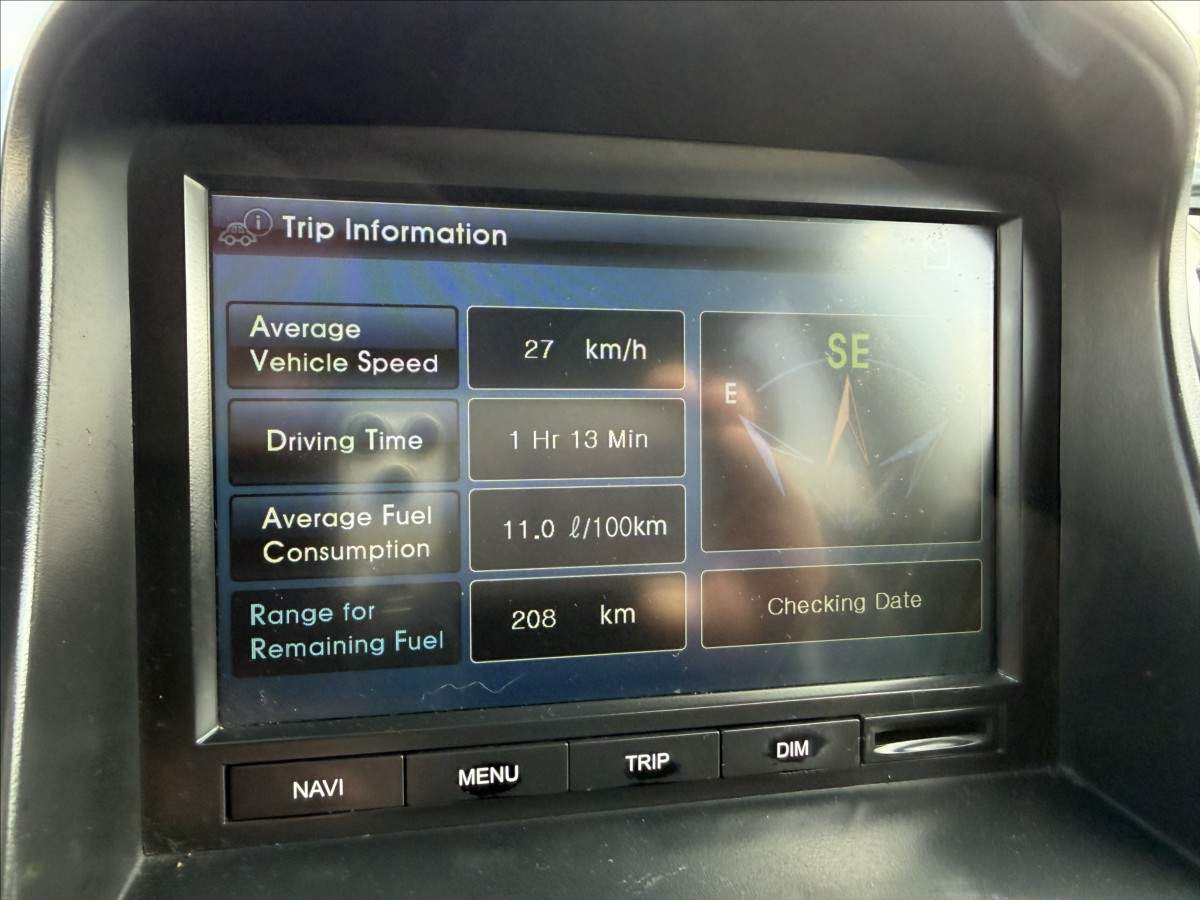 Trip Information
Average
Vehicle Speed
27 km/h
Driving Time
1 Hr 13 Min
Average Fuel
Consumption
11.0 ℓ/100km
Range for
Remaining Fuel
208 km
SE
E
Checking Date
NAVI
MENU
TRIP
DIM